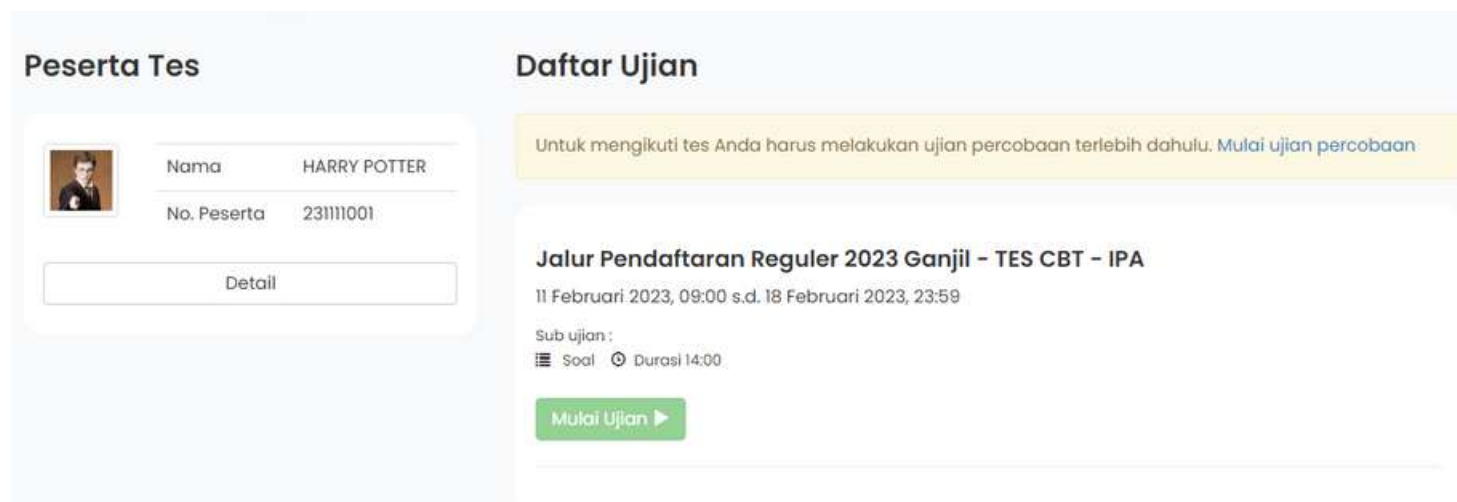 Peserta Tes
Nama HARRY POTTER
No. Peserta 231111001
Detail
Daftar Ujian
Untuk mengikuti tes Anda harus melakukan ujian percobaan terlebih dahulu. Mulai ujian percobaan
Jalur Pendaftaran Reguler 2023 Ganjil - TES CBT - IPA
11 Februari 2023, 09:00 s.d. 18 Februari 2023, 23:59
Sub ujian :
Soal Durasi 14:00
Mulai Ujian